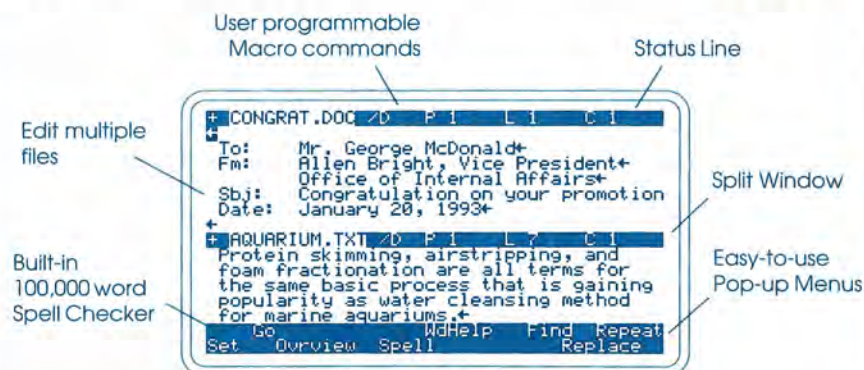 User programmable
Macro commands
Status Line
Edit multiple
files
+ CONGRAT.DOC /D P 1 L 1 C 1
←
To: Mr. George McDonald←
Fm: Allen Bright, Vice President←
Office of Internal Affairs←
Sbj: Congratulation on your promotion
Date: January 20, 1993←
←
Split Window
+ AQUARIUM.TXT /D P 1 L 7 C 1
Protein skimming, airstripping, and
foam fractionation are all terms for
the same basic process that is gaining
popularity as water cleansing method
for marine aquariums.←
Built-in
100,000 word
Spell Checker
Easy-to-use
Pop-up Menus
Go WdHelp Find Repeat
Set Ovrview Spell Replace